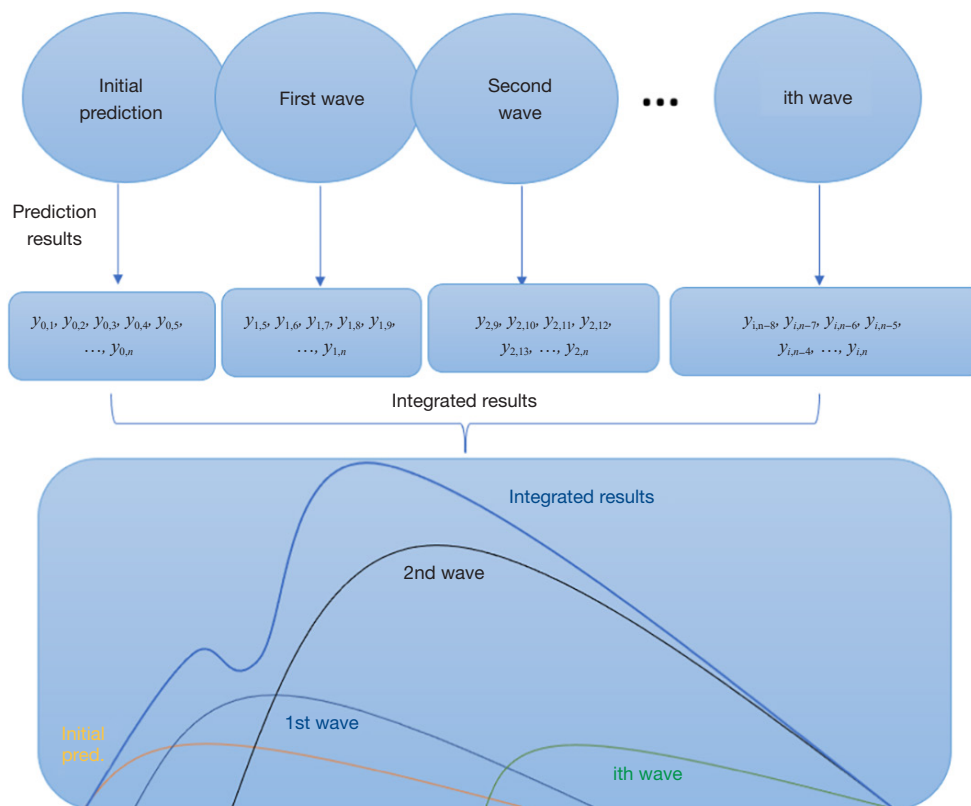 Initial
prediction
First wave
Second
wave
...
ith wave
Prediction
results
y0,1, y0,2, y0,3, y0,4, y0,5,
…, y0,n
y1,5, y1,6, y1,7, y1,8, y1,9,
…, y1,n
y2,9, y2,10, y2,11, y2,12,
y2,13, …, y2,n
yi,n−8, yi,n−7, yi,n−6, yi,n−5,
yi,n−4, …, yi,n
Integrated results
Integrated results
2nd wave
1st wave
Initial
pred.
ith wave